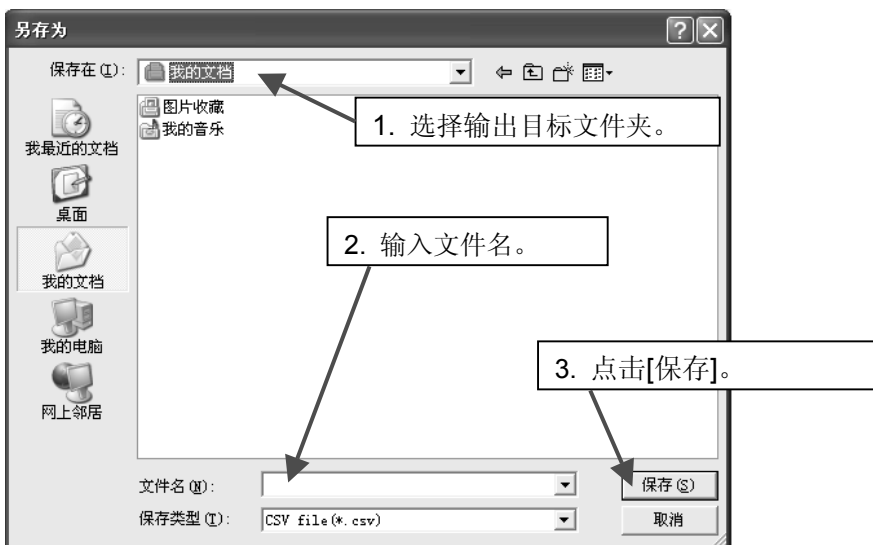 另存为
保存在(I):
我的文档
图片收藏
我的音乐
1. 选择输出目标文件夹。
我最近的文档
桌面
2. 输入文件名。
我的文档
我的电脑
3. 点击[保存]。
网上邻居
文件名(N):
保存(S)
保存类型(T):
CSV file(*.csv)
取消